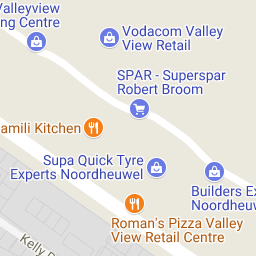 Valleyview
ng Centre
Vodacom Valley
View Retail
SPAR - Superspar
Robert Broom
amili Kitchen
Supa Quick Tyre
Experts Noordheuwel
Builders Ex
Noordheuw
Roman's Pizza Valley
View Retail Centre
Kelly